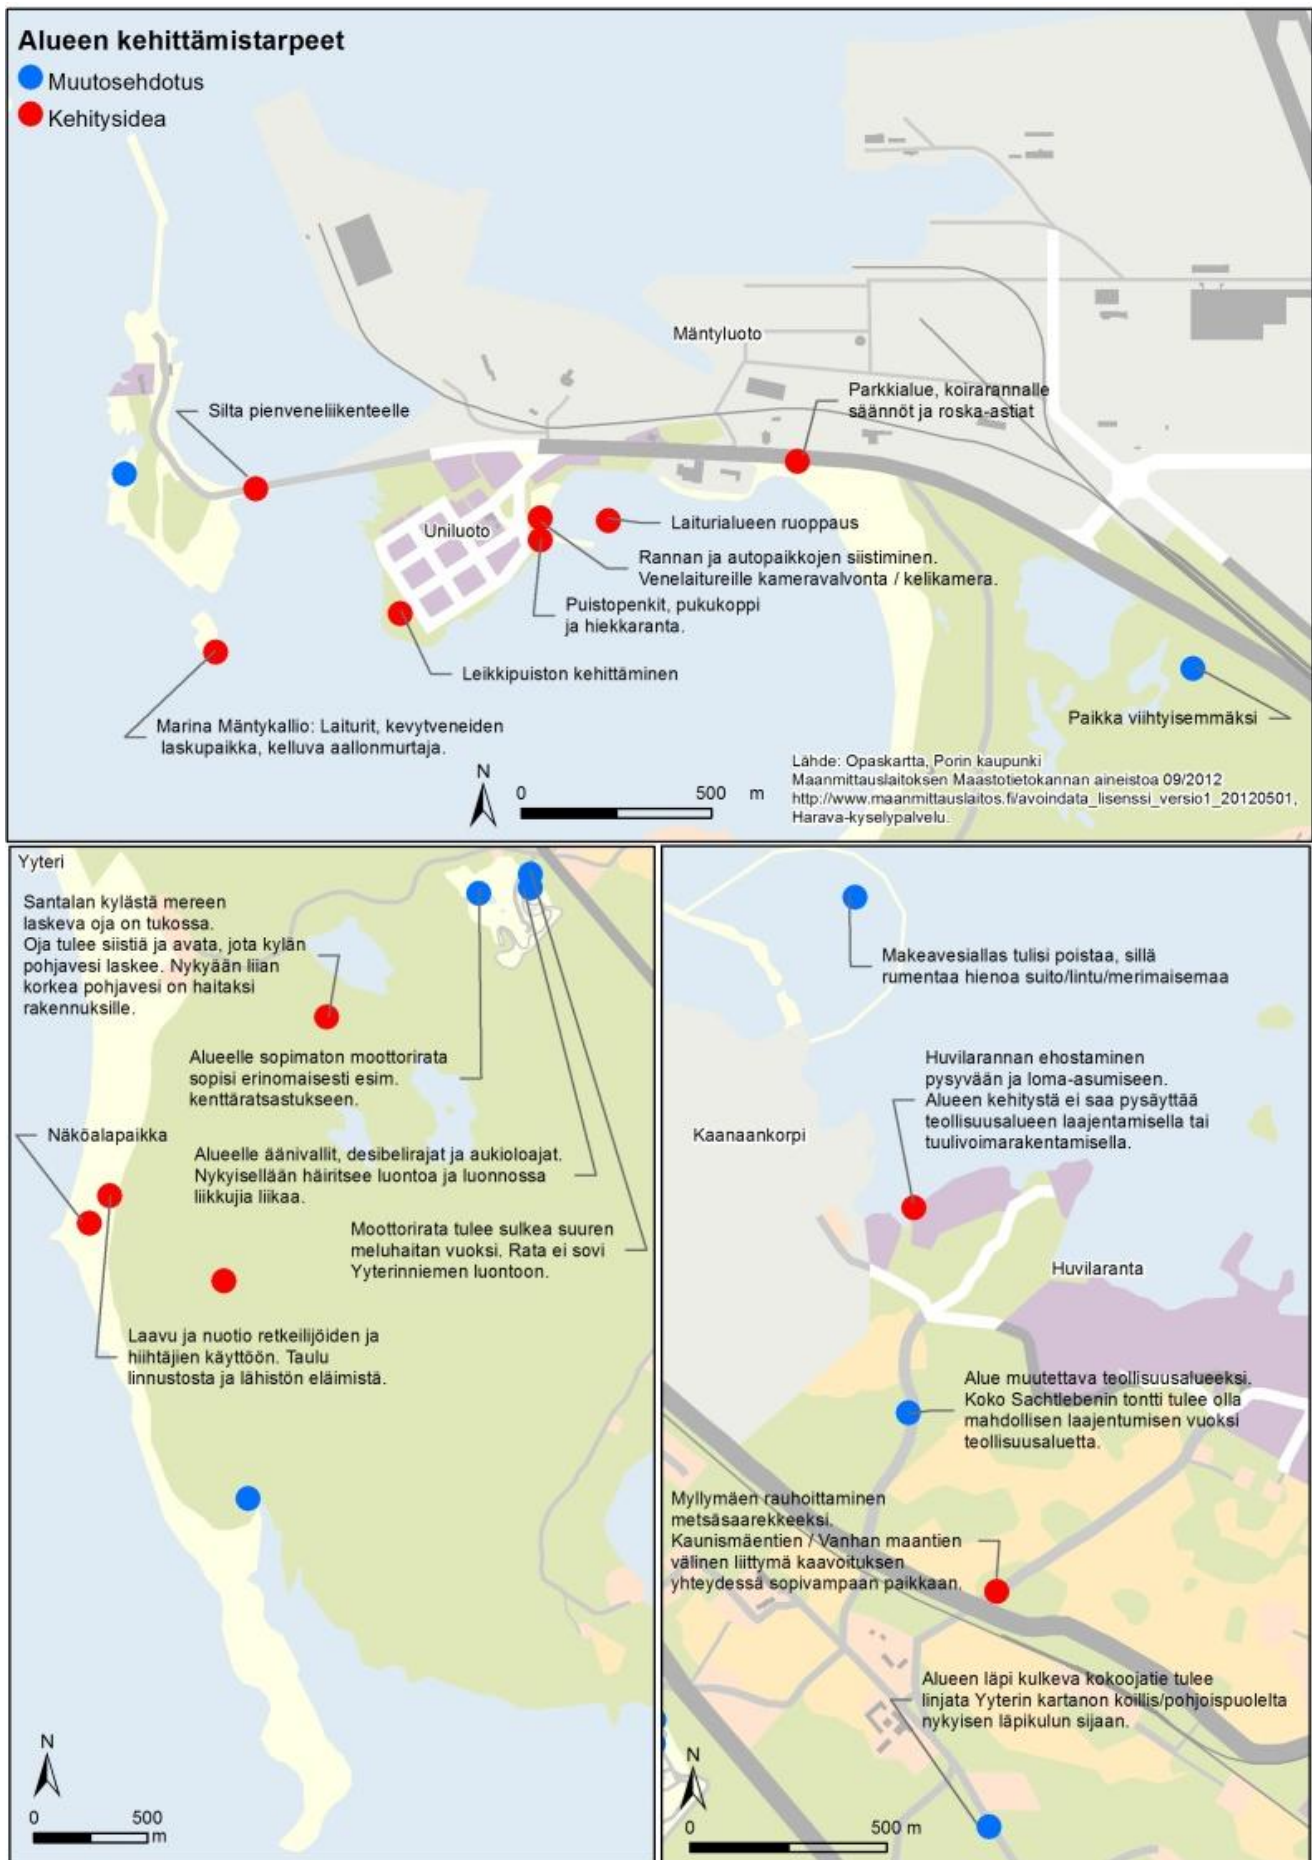 Alueen kehittämistarpeet
Muutosehdotus
Kehitysidea
Mäntyluoto
Silta pienveneliikenteelle
Parkkialue, koirarannalle
säännöt ja roska-astiat
Uniluoto
Laiturialueen ruoppaus
Rannan ja autopaikkojen siistiminen.
Venelaitureille kameravalvonta / kelikamera.
Puistopenkit, pukukoppi
ja hiekkaranta.
Leikkipuiston kehittäminen
Marina Mäntykallio: Laiturit, kevytveneiden
laskupaikka, kelluva aallonmurtaja.
Paikka viihtyisemmäksi
N
0 500 m
Lähde: Opaskartta, Porin kaupunki
Maanmittauslaitoksen Maastotietokannan aineistoa 09/2012
http://www.maanmittauslaitos.fi/avoindata_lisenssi_versio1_20120501,
Harava-kyselypalvelu.
Yyteri
Santalan kylästä mereen
laskeva oja on tukossa.
Oja tulee siistiä ja avata, jota kylän
pohjavesi laskee. Nykyään liian
korkea pohjavesi on haitaksi
rakennuksille.
Alueelle sopimaton moottorirata
sopisi erinomaisesti esim.
kenttäratsastukseen.
Näköalapaikka
Alueelle äänivallit, desibelirajat ja aukioloajat.
Nykyisellään häiritsee luontoa ja luonnossa
liikkujia liikaa.
Moottorirata tulee sulkea suuren
meluhaitan vuoksi. Rata ei sovi
Yyterinniemen luontoon.
Laavu ja nuotio retkeilijöiden ja
hiihtäjien käyttöön. Taulu
linnustosta ja lähistön eläimistä.
N
0 500
m
Makeavesiallas tulisi poistaa, sillä
rumentaa hienoa suito/lintu/merimaisemaa
Huvilarannan ehostaminen
pysyvään ja loma-asumiseen.
Alueen kehitystä ei saa pysäyttää
teollisuusalueen laajentamisella tai
tuulivoimarakentamisella.
Kaanaankorpi
Huvilaranta
Alue muutettava teollisuusalueeksi.
Koko Sachtlebenin tontti tulee olla
mahdollisen laajentumisen vuoksi
teollisuusaluetta.
Myllymäen rauhoittaminen
metsäsaarekkeeksi.
Kaunismäentien / Vanhan maantien
välinen liittymä kaavoituksen
yhteydessä sopivampaan paikkaan.
Alueen läpi kulkeva kokoojatie tulee
linjata Yyterin kartanon koillis/pohjoispuolelta
nykyisen läpikulun sijaan.
N
0 500 m